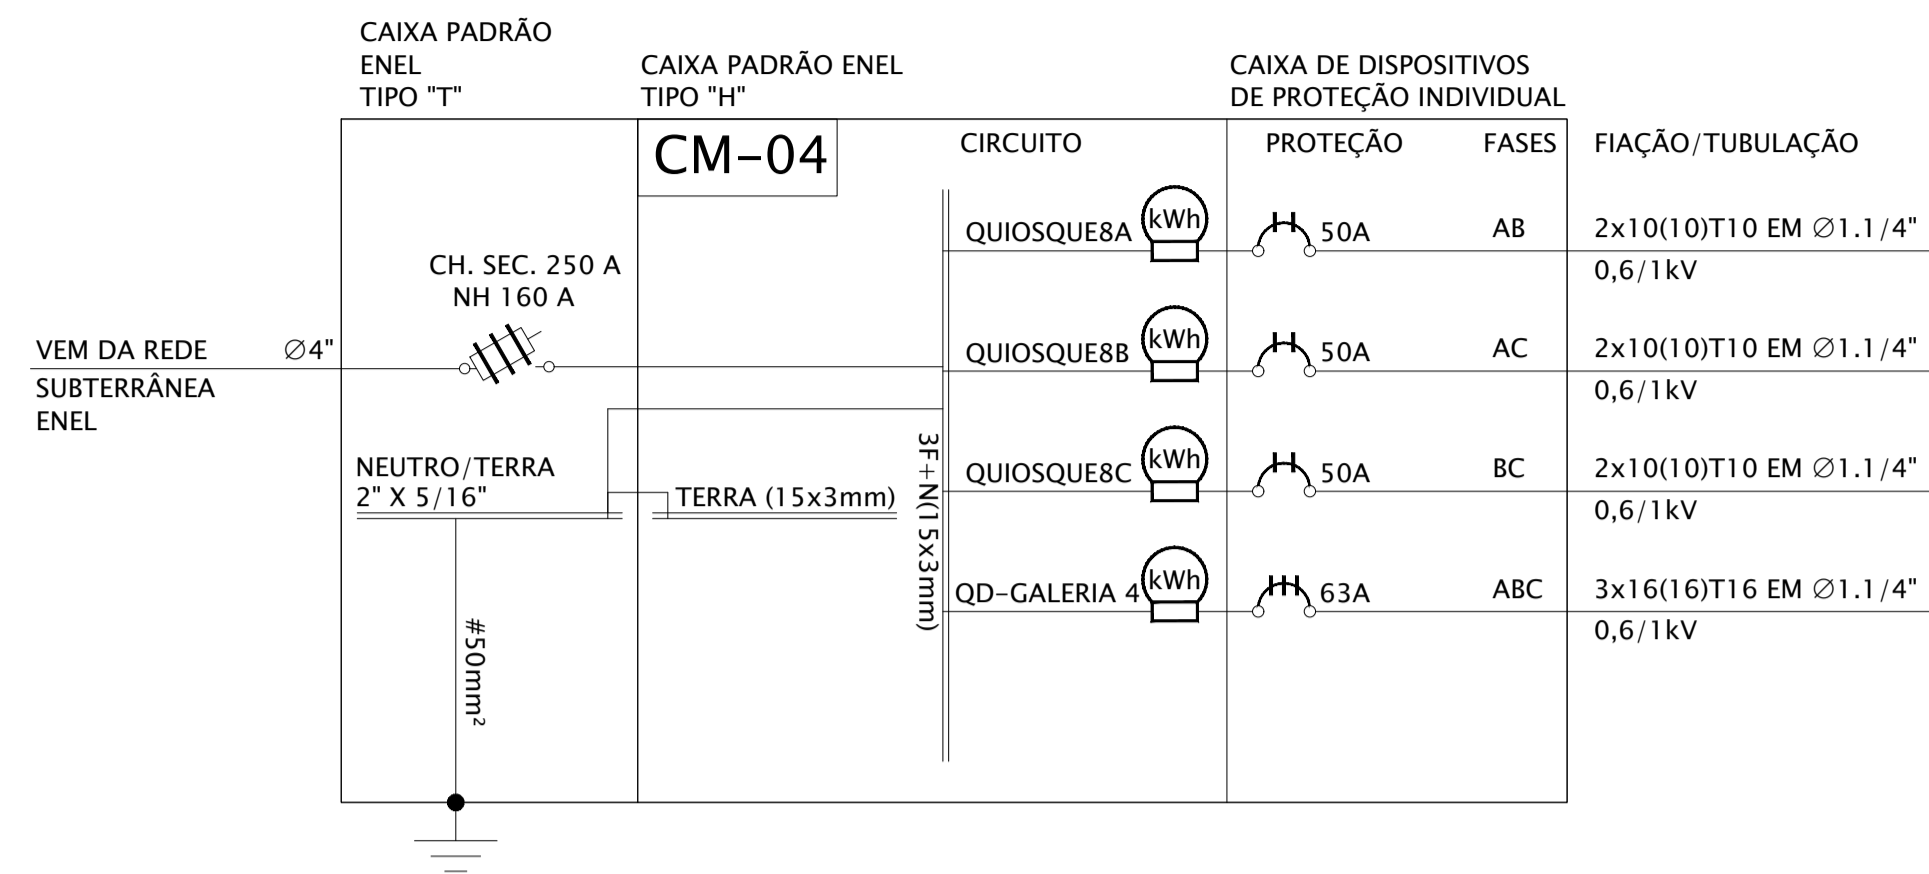 CAIXA PADRÃO
ENEL
TIPO "T"
CAIXA PADRÃO ENEL
TIPO "H"
CAIXA DE DISPOSITIVOS
DE PROTEÇÃO INDIVIDUAL
CM-04
CIRCUITO
PROTEÇÃO
FASES
FIAÇÃO/TUBULAÇÃO
QUIOSQUE8A
kWh
50A
AB
2x10(10)T10 EM Ø1.1/4"
0,6/1kV
CH. SEC. 250 A
NH 160 A
VEM DA REDE
Ø4"
SUBTERRÂNEA
ENEL
QUIOSQUE8B
kWh
50A
AC
2x10(10)T10 EM Ø1.1/4"
0,6/1kV
NEUTRO/TERRA
2" X 5/16"
TERRA (15x3mm)
3F+N(15x3mm)
QUIOSQUE8C
kWh
50A
BC
2x10(10)T10 EM Ø1.1/4"
0,6/1kV
QD-GALERIA 4
kWh
63A
ABC
3x16(16)T16 EM Ø1.1/4"
0,6/1kV
#50mm²